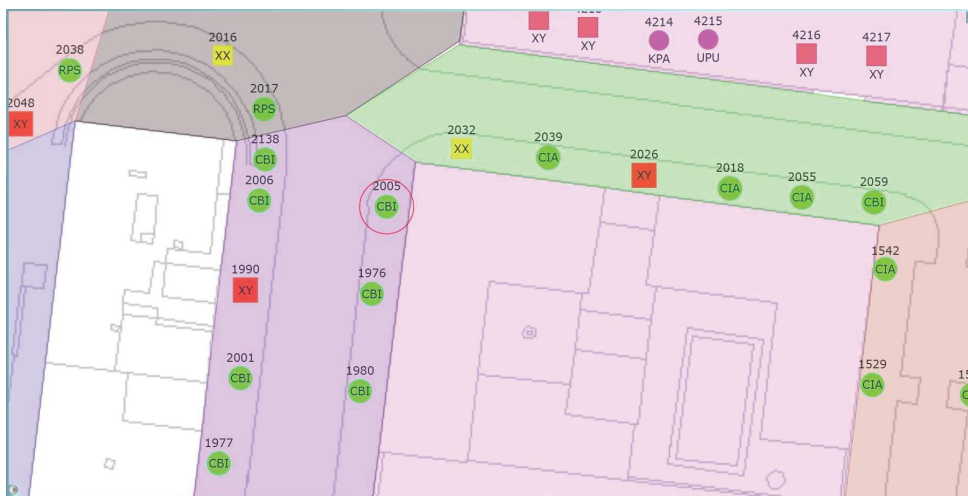 4213
XY
XY
4214
KPA
4215
UPU
4216
XY
4217
XY
2016
XX
2038
RPS
2048
XY
2017
RPS
2138
CBI
2006
CBI
2032
XX
2039
CIA
2026
XY
2018
CIA
2055
CIA
2059
CBI
2005
CBI
1990
XY
1976
CBI
1542
CIA
2001
CBI
1980
CBI
1529
CIA
1977
CBI